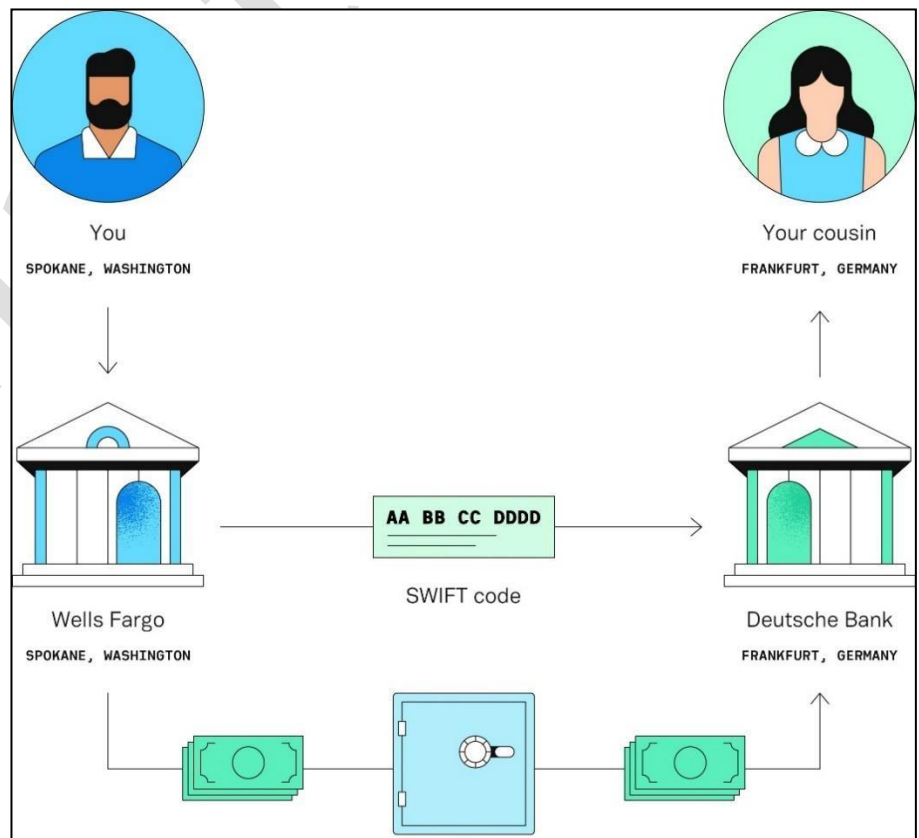 You
SPOKANE, WASHINGTON
Your cousin
FRANKFURT, GERMANY
AA BB CC DDDD
SWIFT code
Wells Fargo
SPOKANE, WASHINGTON
Deutsche Bank
FRANKFURT, GERMANY